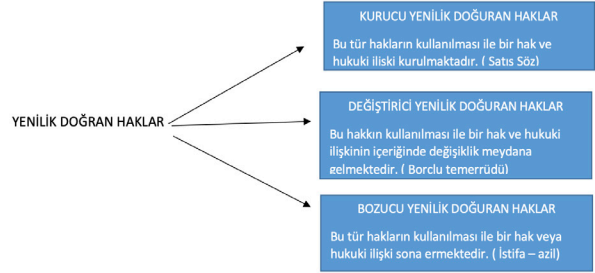 YENİLİK DOĞRAN HAKLAR
KURUCU YENİLİK DOĞURAN HAKLAR
Bu tür hakların kullanılması ile bir hak ve
hukuki iliski kurulmaktadır. ( Satıs Söz)
DEĞİŞTİRİCİ YENİLİK DOĞURAN HAKLAR
Bu hakkın kullanılması ile bir hak ve hukuki
ilişkinin içeriğinde değişiklik meydana
gelmektedir. ( Borclu temerrüdü)
BOZUCU YENİLİK DOĞURAN HAKLAR
Bu tür hakların kullanılması ile bir hak veya
hukuki ilişki sona ermektedir. ( İstifa – azil)